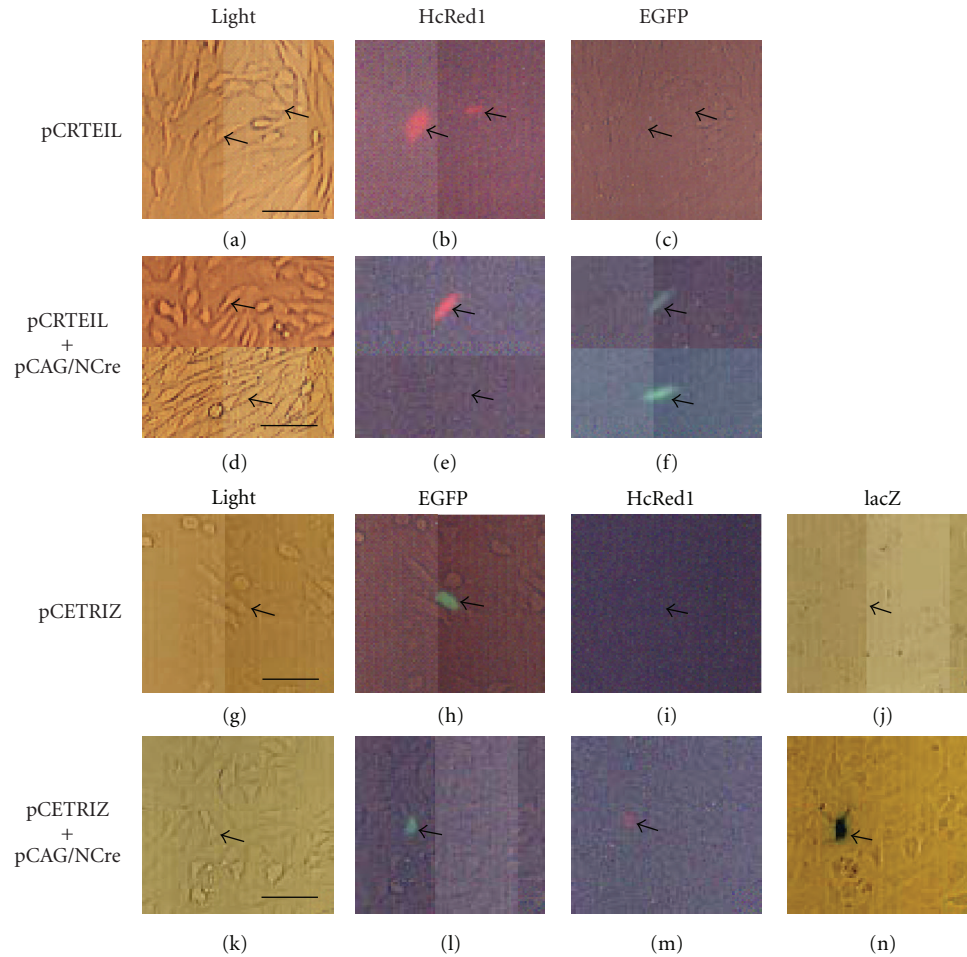 Light HcRed1 EGFP
pCRTEIL
(a) (b) (c)
pCRTEIL
+
pCAG/NCre
(d) (e) (f)
Light EGFP HcRed1 lacZ
pCETRIZ
(g) (h) (i) (j)
pCETRIZ
+
pCAG/NCre
(k) (l) (m) (n)